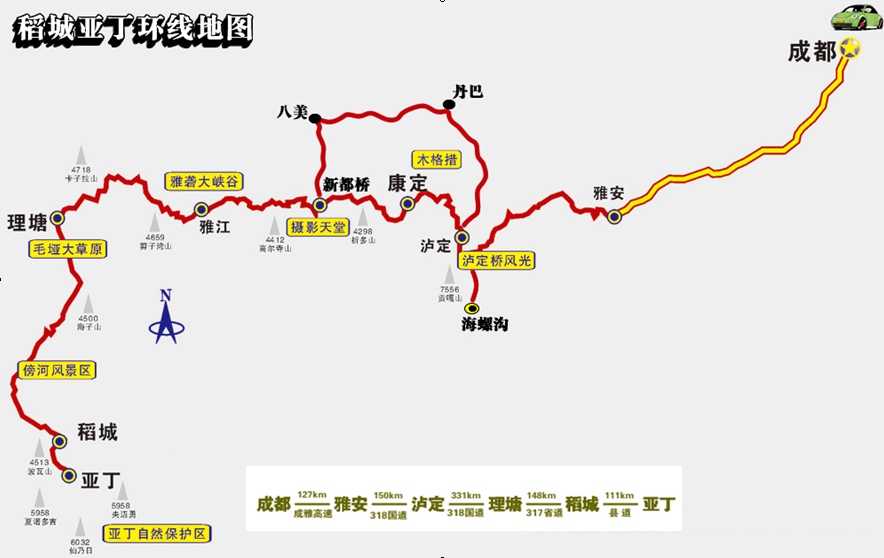 稻城亚丁环线地图
成都
丹巴
八美
木格措
4718
卡子拉山
雅砻大峡谷
新都桥
康定
雅安
理塘
雅江
摄影天堂
4298
折多山
泸定
4659
剪子弯山
4412
高尔寺山
毛垭大草原
泸定桥风光
7556
贡嘎山
N
4500
海子山
海螺沟
傍河风景区
稻城
4513
波瓦山
亚丁
5958
夏诺多吉
5958
央迈勇
亚丁自然保护区
6032
仙乃日
成都 127km 成雅高速 雅安 150km 318国道 泸定 331km 318国道 理塘 148km 317省道 稻城 111km 县道 亚丁